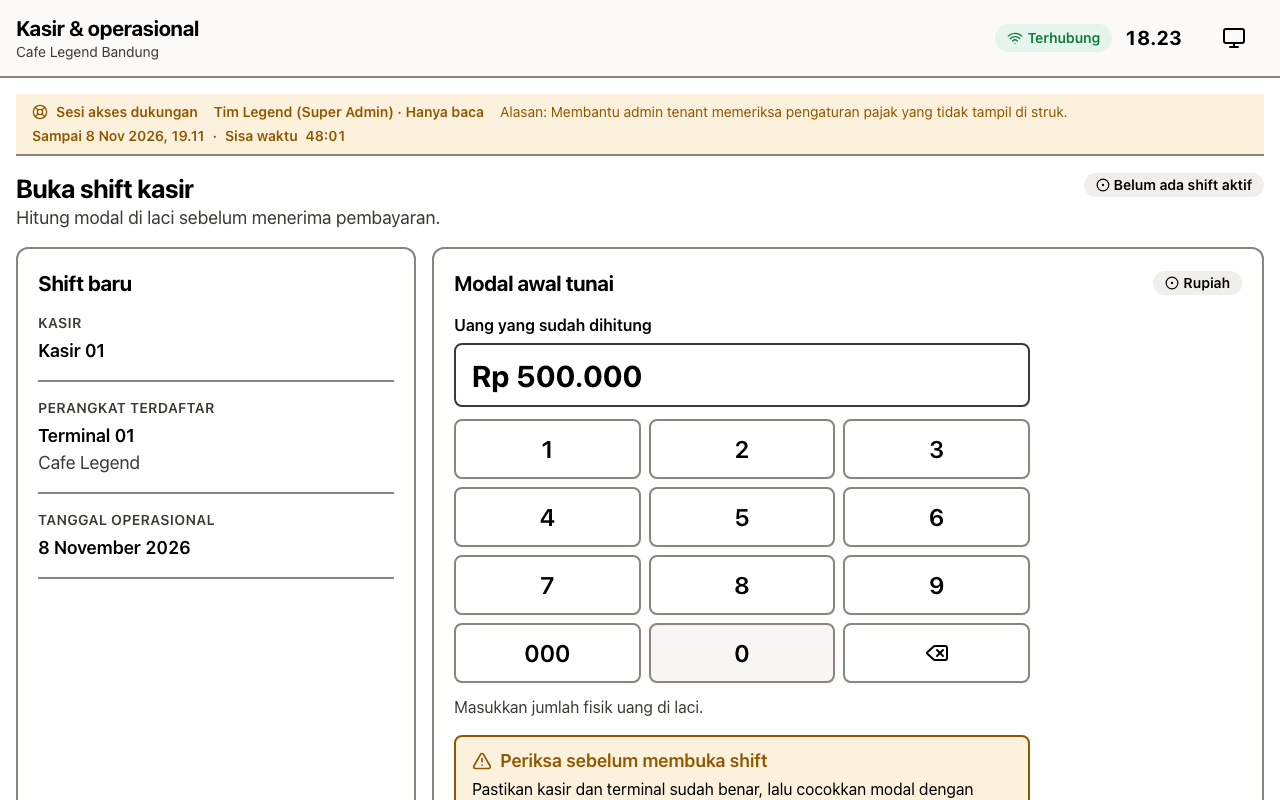 Kasir & operasional
Cafe Legend Bandung
Terhubung
18.23
Sesi akses dukungan Tim Legend (Super Admin) · Hanya baca Alasan: Membantu admin tenant memeriksa pengaturan pajak yang tidak tampil di struk.
Sampai 8 Nov 2026, 19.11 · Sisa waktu 48:01
Buka shift kasir
Belum ada shift aktif
Hitung modal di laci sebelum menerima pembayaran.
Shift baru
KASIR
Kasir 01
PERANGKAT TERDAFTAR
Terminal 01
Cafe Legend
TANGGAL OPERASIONAL
8 November 2026
Modal awal tunai
Rupiah
Uang yang sudah dihitung
Rp 500.000
1 2 3
4 5 6
7 8 9
000 0
Masukkan jumlah fisik uang di laci.
Periksa sebelum membuka shift
Pastikan kasir dan terminal sudah benar, lalu cocokkan modal dengan